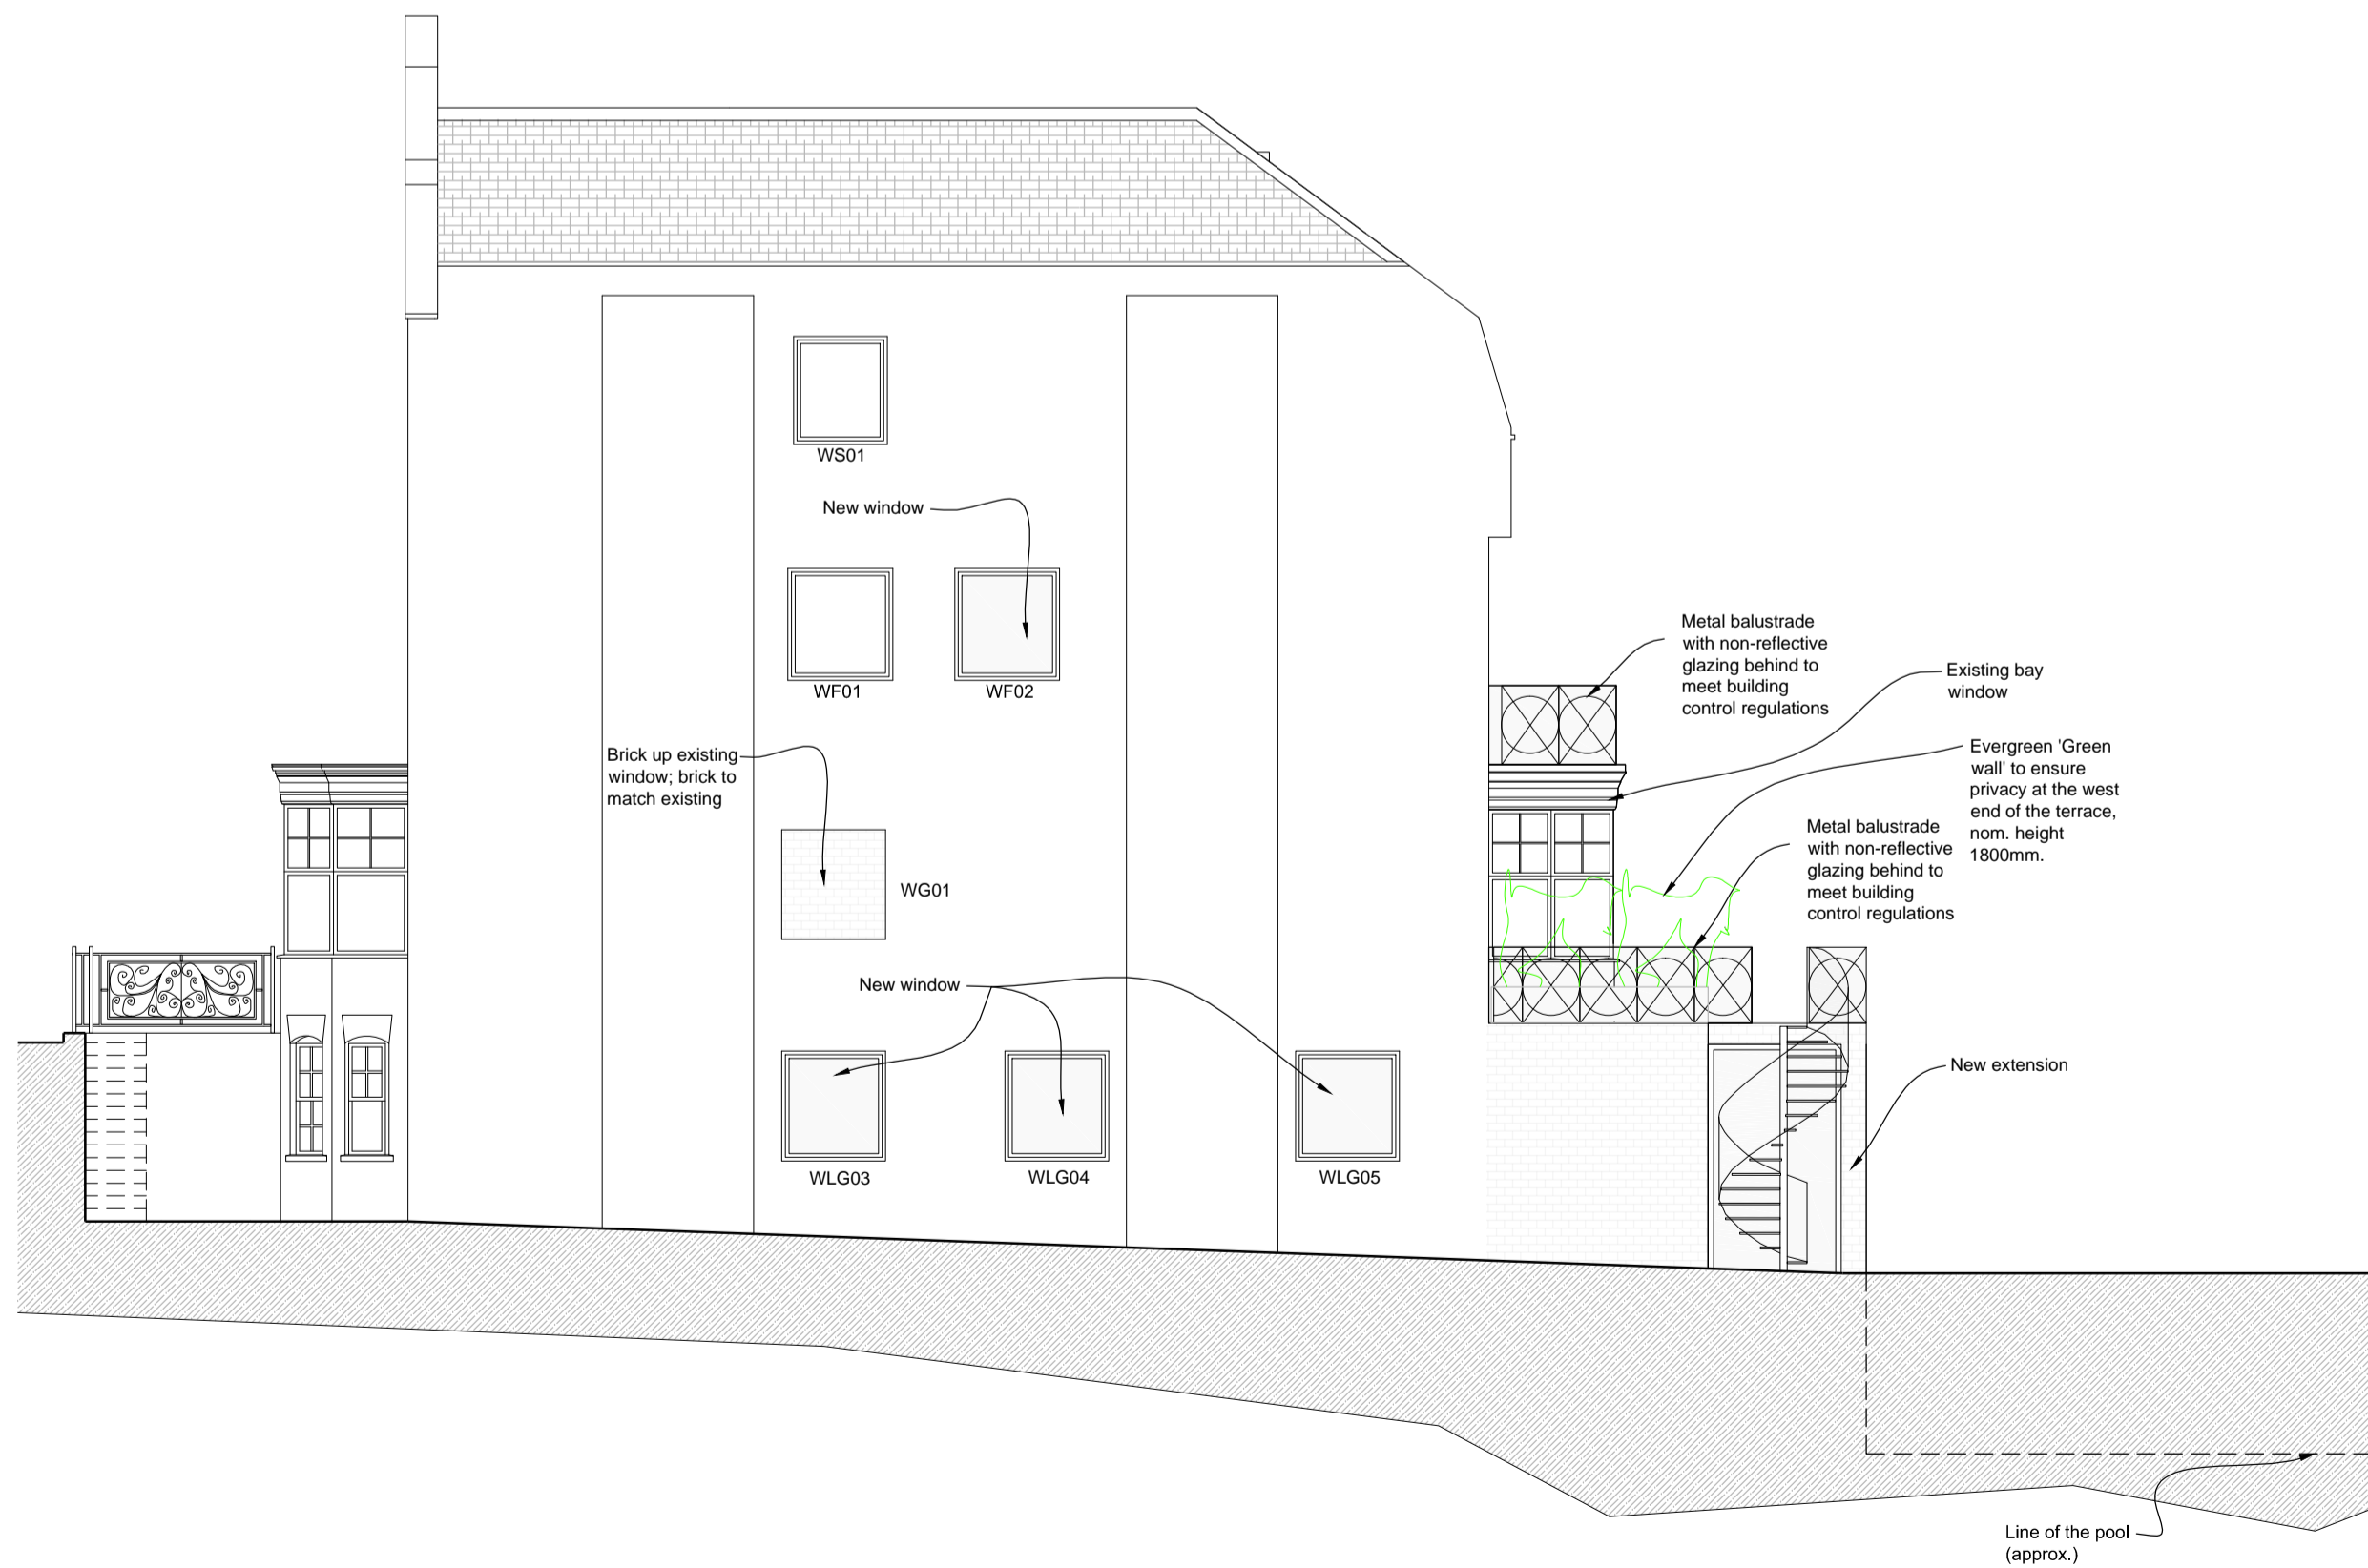 WS01
New window
WF01
WF02
Metal balustrade
with non-reflective
glazing behind to
meet building
control regulations
Existing bay
window
Brick up existing
window; brick to
match existing
Evergreen 'Green
wall' to ensure
privacy at the west
end of the terrace,
nom. height
1800mm.
Metal balustrade
with non-reflective
glazing behind to
meet building
control regulations
WG01
New window
New extension
WLG03
WLG04
WLG05
Line of the pool
(approx.)